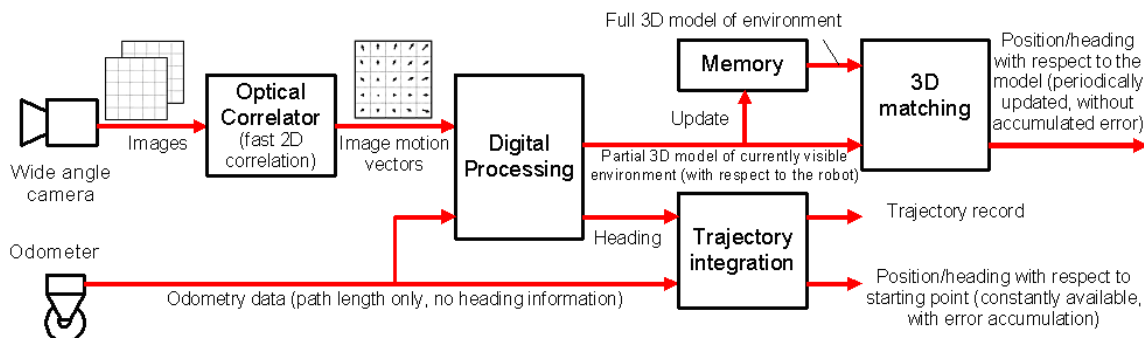 Full 3D model of environment
Images
Wide angle
camera
Optical
Correlator
(fast 2D
correlation)
Image motion
vectors
Digital
Processing
Memory
Update
3D
matching
Position/heading
with respect to
the model (periodically
updated, without
accumulated error)
Partial 3D model of currently visible
environment (with respect to the robot)
Heading
Trajectory
integration
Trajectory record
Odometer
Odometry data (path length only, no heading information)
Position/heading with respect to
starting point (constantly available,
with error accumulation)